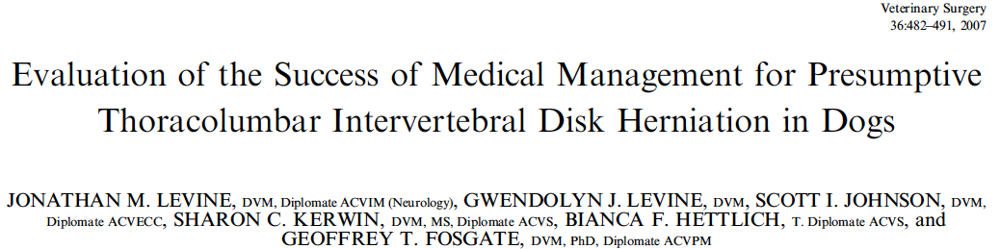 Veterinary Surgery
36:482–491, 2007
Evaluation of the Success of Medical Management for Presumptive
Thoracolumbar Intervertebral Disk Herniation in Dogs
JONATHAN M. LEVINE, DVM, Diplomate ACVIM (Neurology), GWENDOLYN J. LEVINE, DVM, SCOTT I. JOHNSON, DVM,
Diplomate ACVECC, SHARON C. KERWIN, DVM, MS, Diplomate ACVS, BIANCA F. HETTLICH, T. Diplomate ACVS, and
GEOFFREY T. FOSGATE, DVM, PhD, Diplomate ACVPM